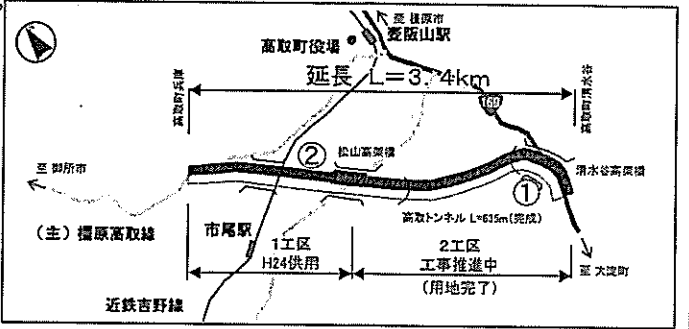 至 橿原市
壺阪山駅
高取町役場
延長 L=3.4km
高取町兵庫
高取町清水谷
169
②
松山高架橋
清水谷高架橋
至 御所市
①
高取トンネル L=635m(完成)
(主)橿原高取線
市尾駅
1工区
H24供用
2工区
工事推進中
(用地完了)
至 大淀町
近鉄吉野線